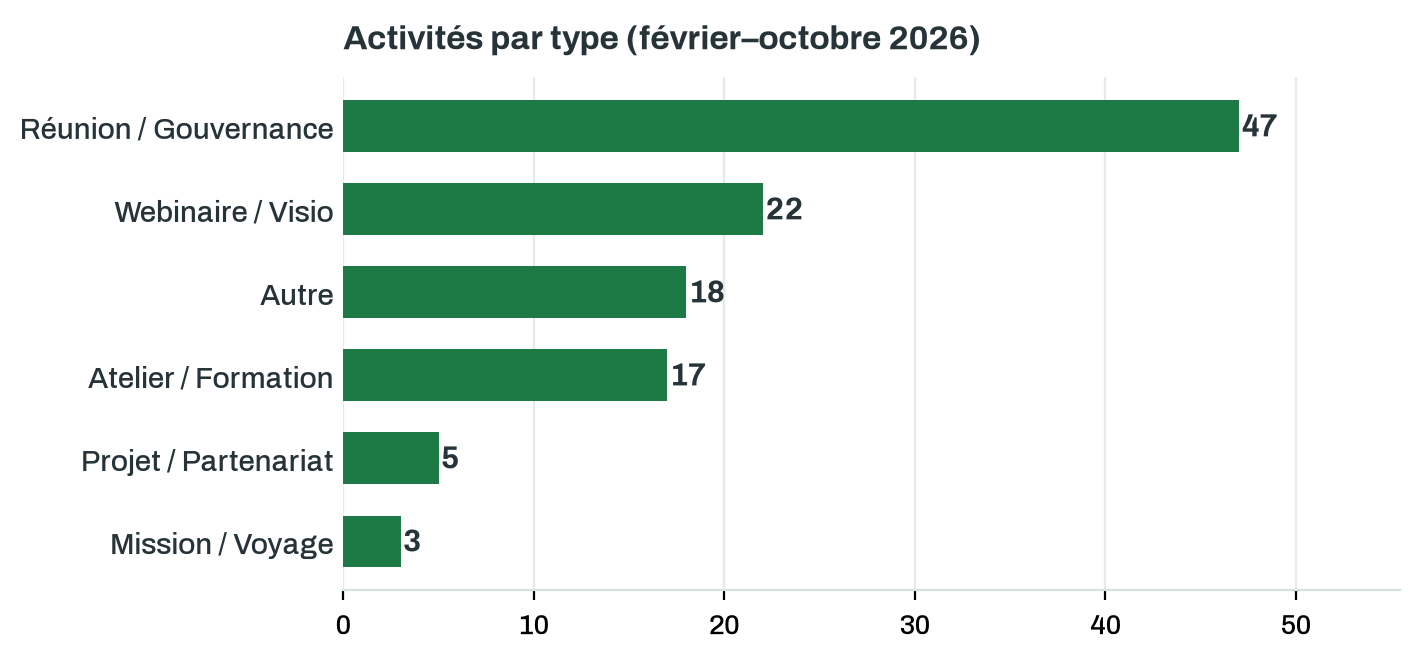 Activités par type (février–octobre 2026)
Réunion / Gouvernance 47
Webinaire / Visio 22
Autre 18
Atelier / Formation 17
Projet / Partenariat 5
Mission / Voyage 3
0 10 20 30 40 50